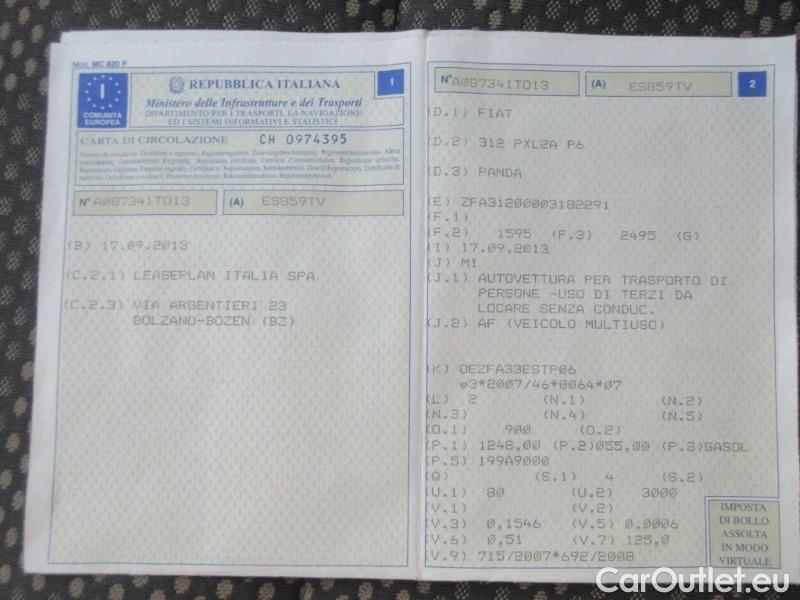 Mod. MC 820 F
I
COMUNITÀ
EUROPEA
REPUBBLICA ITALIANA
1
Ministero delle Infrastrutture e dei Trasporti
DIPARTIMENTO PER I TRASPORTI, LA NAVIGAZIONE
ED I SISTEMI INFORMATIVI E STATISTICI
CARTA DI CIRCOLAZIONE CH 0974395
N° A087341TO13 (A) ES859TV
(B) 17.09.2013
(C.2.1) LEASEPLAN ITALIA SPA
(C.2.3) VIA ARGENTIERI 23
BOLZANO-BOZEN (BZ)
N° A087341TO13 (A) ES859TV 2
(D.1) FIAT
(D.2) 312 PXL2A P6
(D.3) PANDA
(E) ZFA31200003182291
(F.1)
(F.2) 1595 (F.3) 2495 (G)
(I) 17.09.2013
(J) M1
(J.1) AUTOVETTURA PER TRASPORTO DI
PERSONE -USO DI TERZI DA
LOCARE SENZA CONDUC.
(J.2) AF (VEICOLO MULTIUSO)
(K) OEZFA33ESTP06
e3*2007/46*0064*07
(L) 2 (N.1) (N.2)
(N.3) (N.4) (N.5)
(O.1) 900 (O.2)
(P.1) 1248,00 (P.2)055,00 (P.3)GASOL
(P.5) 199A9000
(Q) (S.1) 4 (S.2)
(U.1) 80 (U.2) 3000
(V.1) (V.2)
(V.3) 0,1546 (V.5) 0,0006
(V.6) 0,51 (V.7) 125,0
(V.9) 715/2007*692/2008
IMPOSTA
DI BOLLO
ASSOLTA
IN MODO
VIRTUALE
CarOutlet.eu